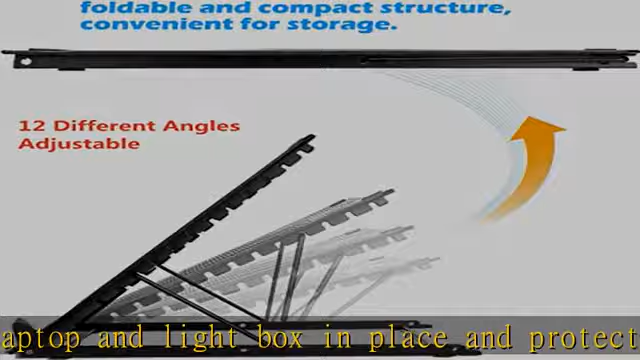 foldable and compact structure,
convenient for storage.
12 Different Angles
Adjustable
aptop and light box in place and protect